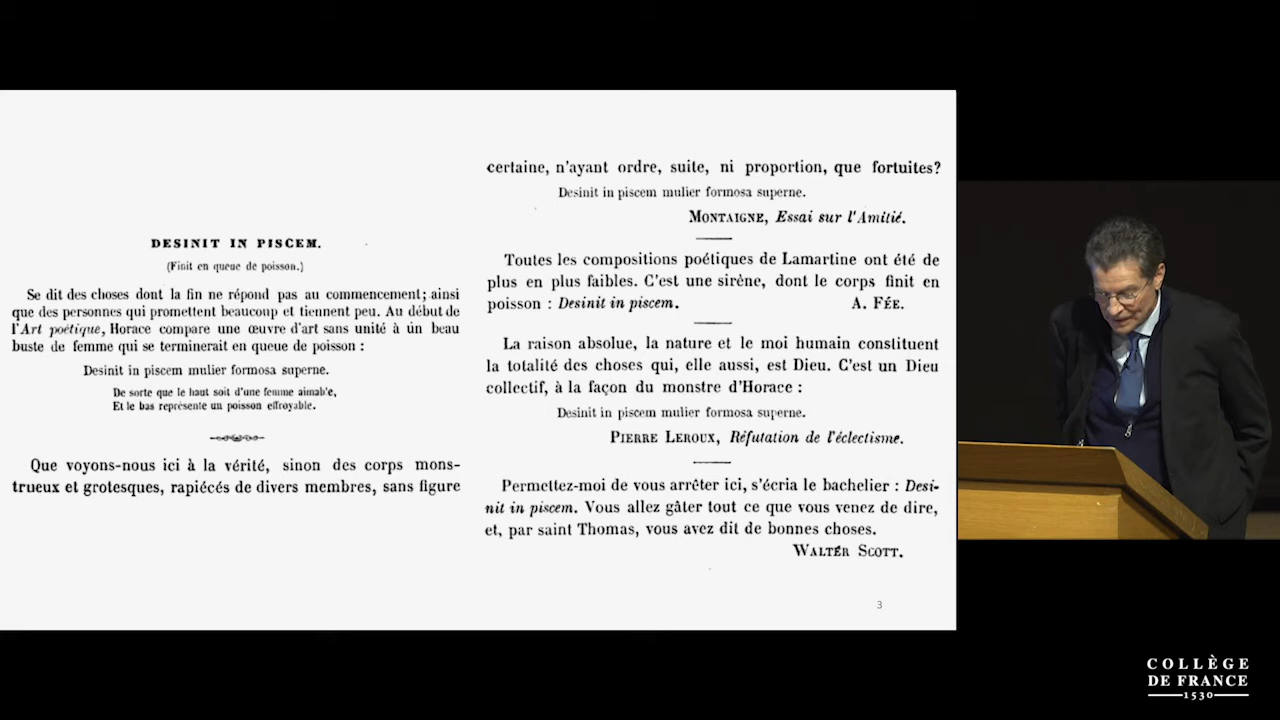 DESINIT IN PISCEM.
(Finit en queue de poisson.)
Se dit des choses dont la fin ne répond pas au commencement; ainsi
que des personnes qui promettent beaucoup et tiennent peu. Au début de
l'Art poétique, Horace compare une œuvre d'art sans unité à un beau
buste de femme qui se terminerait en queue de poisson :
Desinit in piscem mulier formosa superne.
De sorte que le haut soit d'une femme aimab'e,
Et le bas représente un poisson effroyable.
Que voyons-nous ici à la vérité, sinon des corps mons-
trueux et grotesques, rapiécés de divers membres, sans figure
certaine, n'ayant ordre, suite, ni proportion, que fortuites?
Desinit in piscem mulier formosa superne.
MONTAIGNE, Essai sur l'Amitié.
Toutes les compositions poétiques de Lamartine ont été de
plus en plus faibles. C'est une sirène, dont le corps finit en
poisson : Desinit in piscem. A. FÉE.
La raison absolue, la nature et le moi humain constituent
la totalité des choses qui, elle aussi, est Dieu. C'est un Dieu
collectif, à la façon du monstre d'Horace :
Desinit in piscem mulier formosa superne.
PIERRE LEROUX, Réfutation de l'éclectisme.
Permettez-moi de vous arrêter ici, s'écria le bachelier : Desi-
nit in piscem. Vous allez gâter tout ce que vous venez de dire,
et, par saint Thomas, vous avez dit de bonnes choses.
WALTER SCOTT.
3
COLLÈGE
DE FRANCE
1530